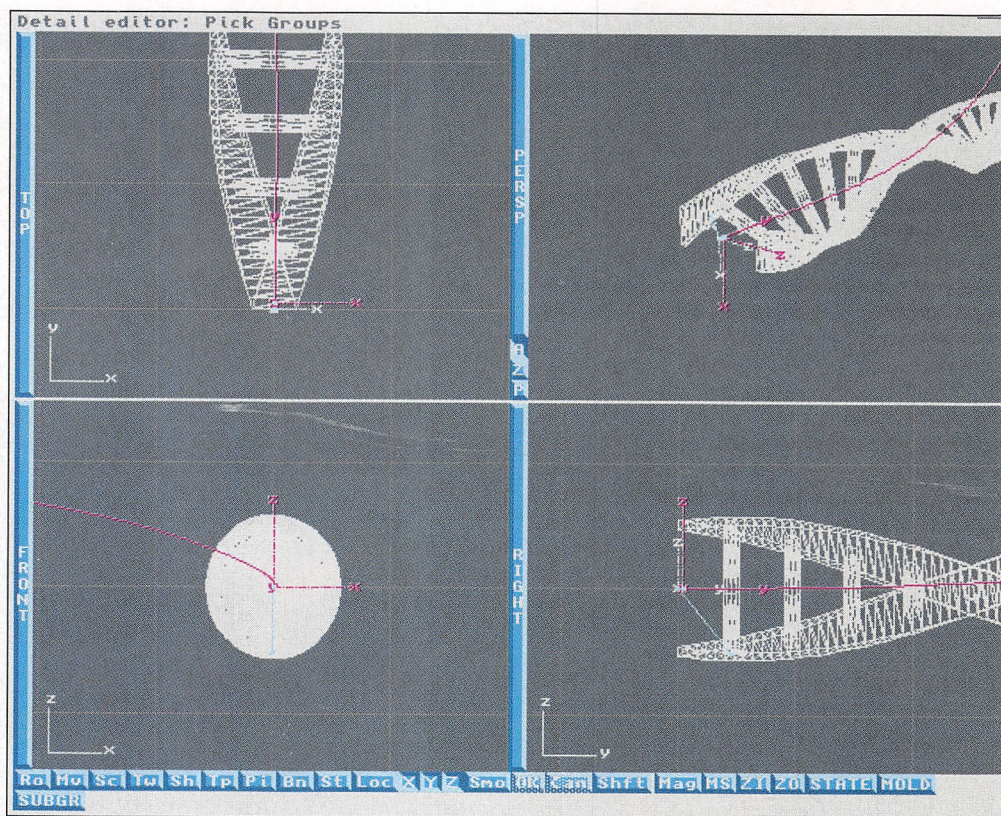 Detail editor: Pick Groups
TOP
PERSP
y
x
x
y
x
y
z
x
x
A
Z
P
FRONT
RIGHT
z
x
y
z
x
z
z
y
y
z
y
Ro Mv Sc Tw Sh Tp Pi Bn St Loc X Y Z Smo Shft Mag MS ZI ZO STATE MOLD
SUBGR